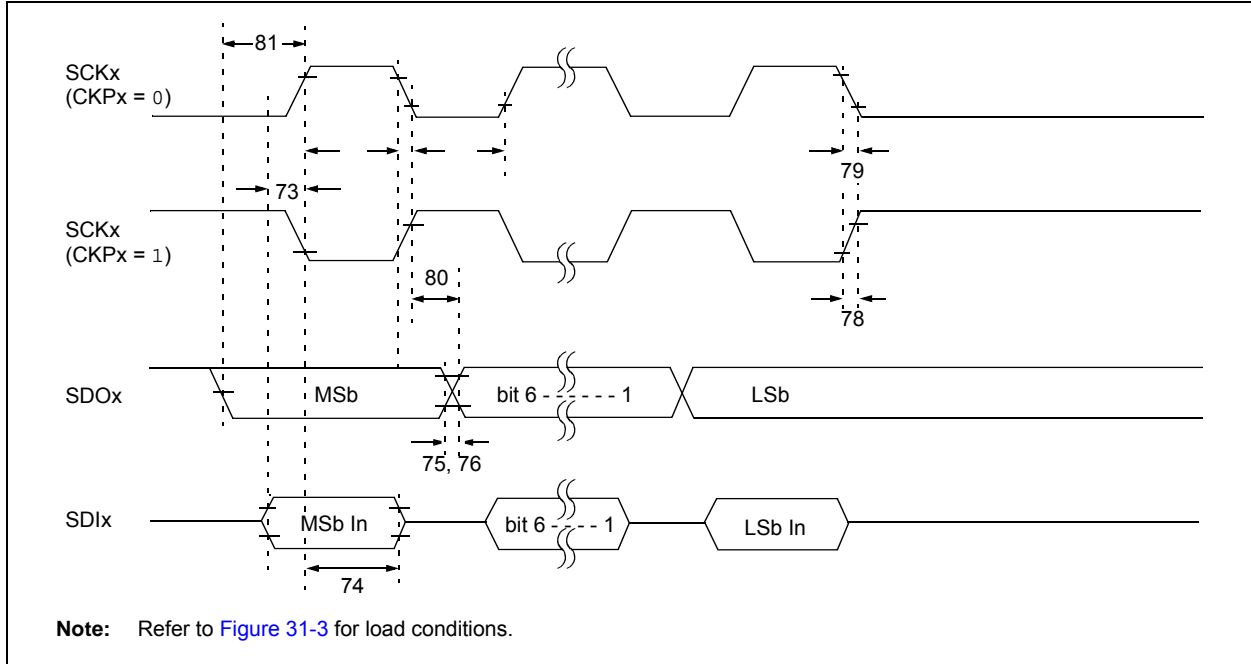 81
SCKx
(CKPx = 0)
73
79
SCKx
(CKPx = 1)
80
78
SDOx
MSb
bit 6 - - - - - - 1
LSb
75, 76
SDIx
MSb In
bit 6 - - - - 1
LSb In
74
Note: Refer to Figure 31-3 for load conditions.